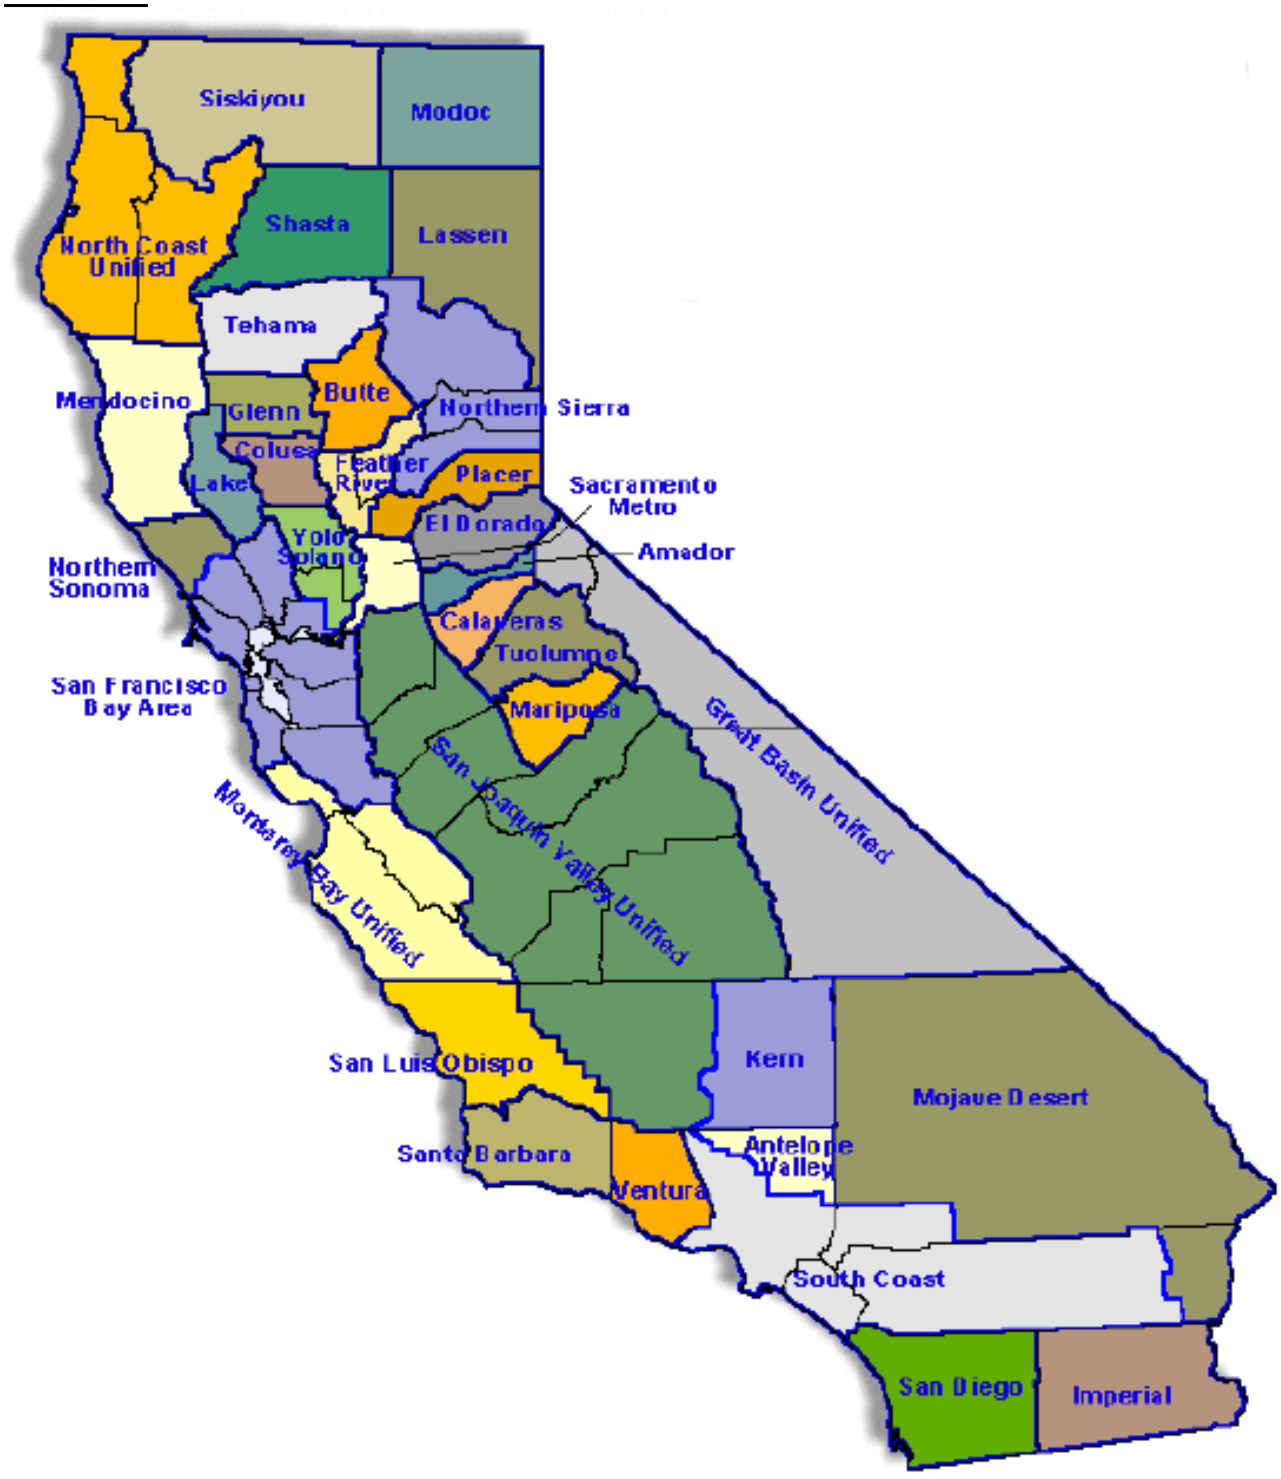 Siskiyou
Modoc
Shasta
Lassen
North Coast
Unified
Tehama
Mendocino
Butte
Glenn
Northern Sierra
Colusa
Feather
River
Lake
Placer
Sacramento
Metro
El Dorado
Yolo
Solano
Amador
Northern
Sonoma
Calaveras
Tuolumne
San Francisco
Bay Area
Mariposa
Great Basin Unified
San Joaquin Valley Unified
Monterey Bay Unified
San Luis Obispo
Kern
Mojave Desert
Santa Barbara
Antelope
Valley
Ventura
South Coast
San Diego
Imperial